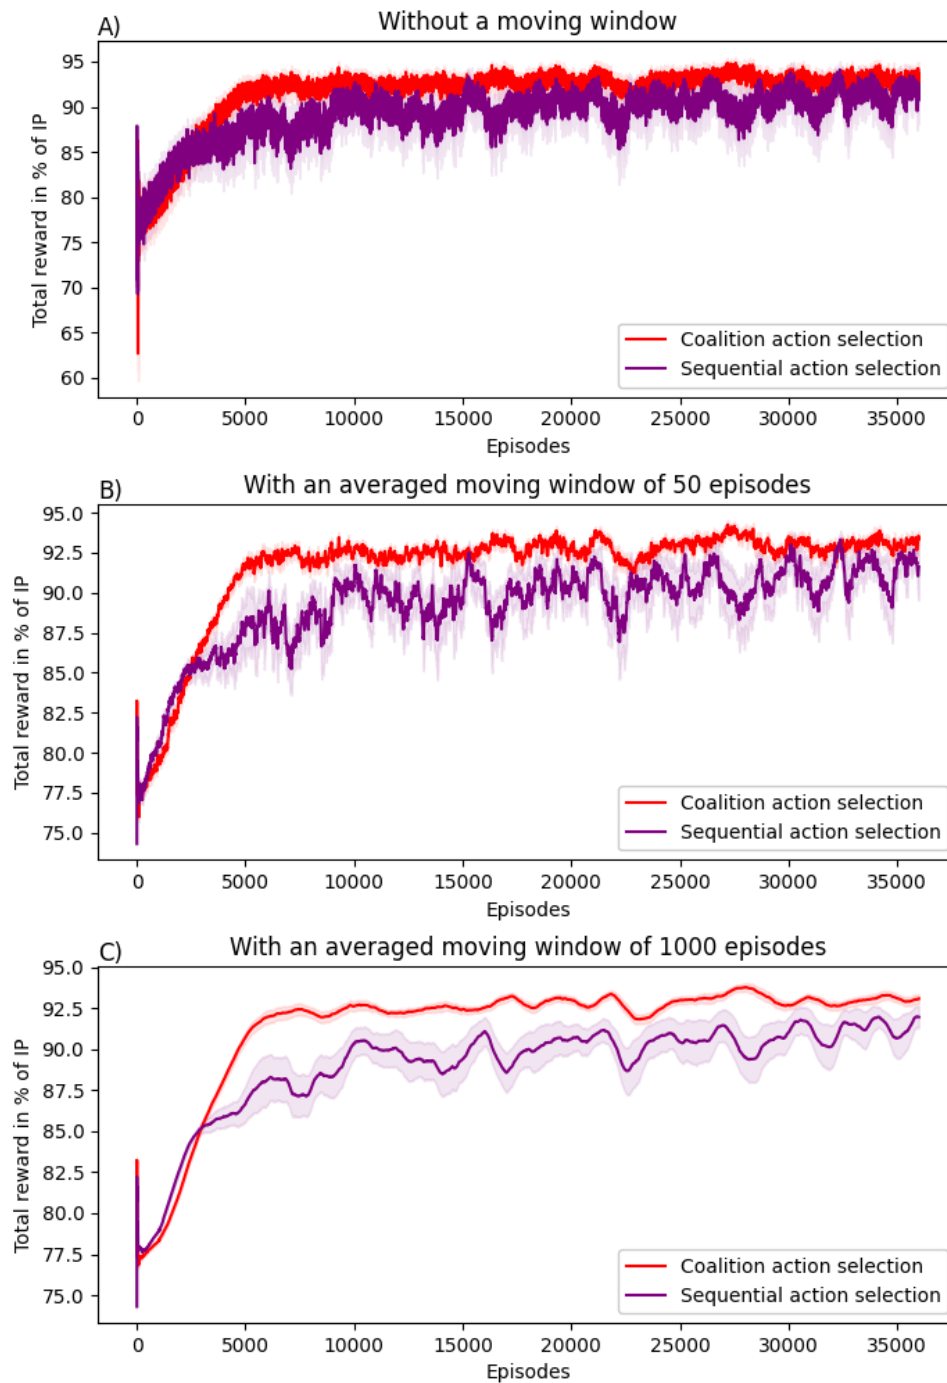 A) Without a moving window
Total reward in % of IP
95
90
85
80
75
70
65
60
0 5000 10000 15000 20000 25000 30000 35000
Episodes
Coalition action selection
Sequential action selection
B) With an averaged moving window of 50 episodes
Total reward in % of IP
95.0
92.5
90.0
87.5
85.0
82.5
80.0
77.5
75.0
0 5000 10000 15000 20000 25000 30000 35000
Episodes
Coalition action selection
Sequential action selection
C) With an averaged moving window of 1000 episodes
Total reward in % of IP
95.0
92.5
90.0
87.5
85.0
82.5
80.0
77.5
75.0
0 5000 10000 15000 20000 25000 30000 35000
Episodes
Coalition action selection
Sequential action selection